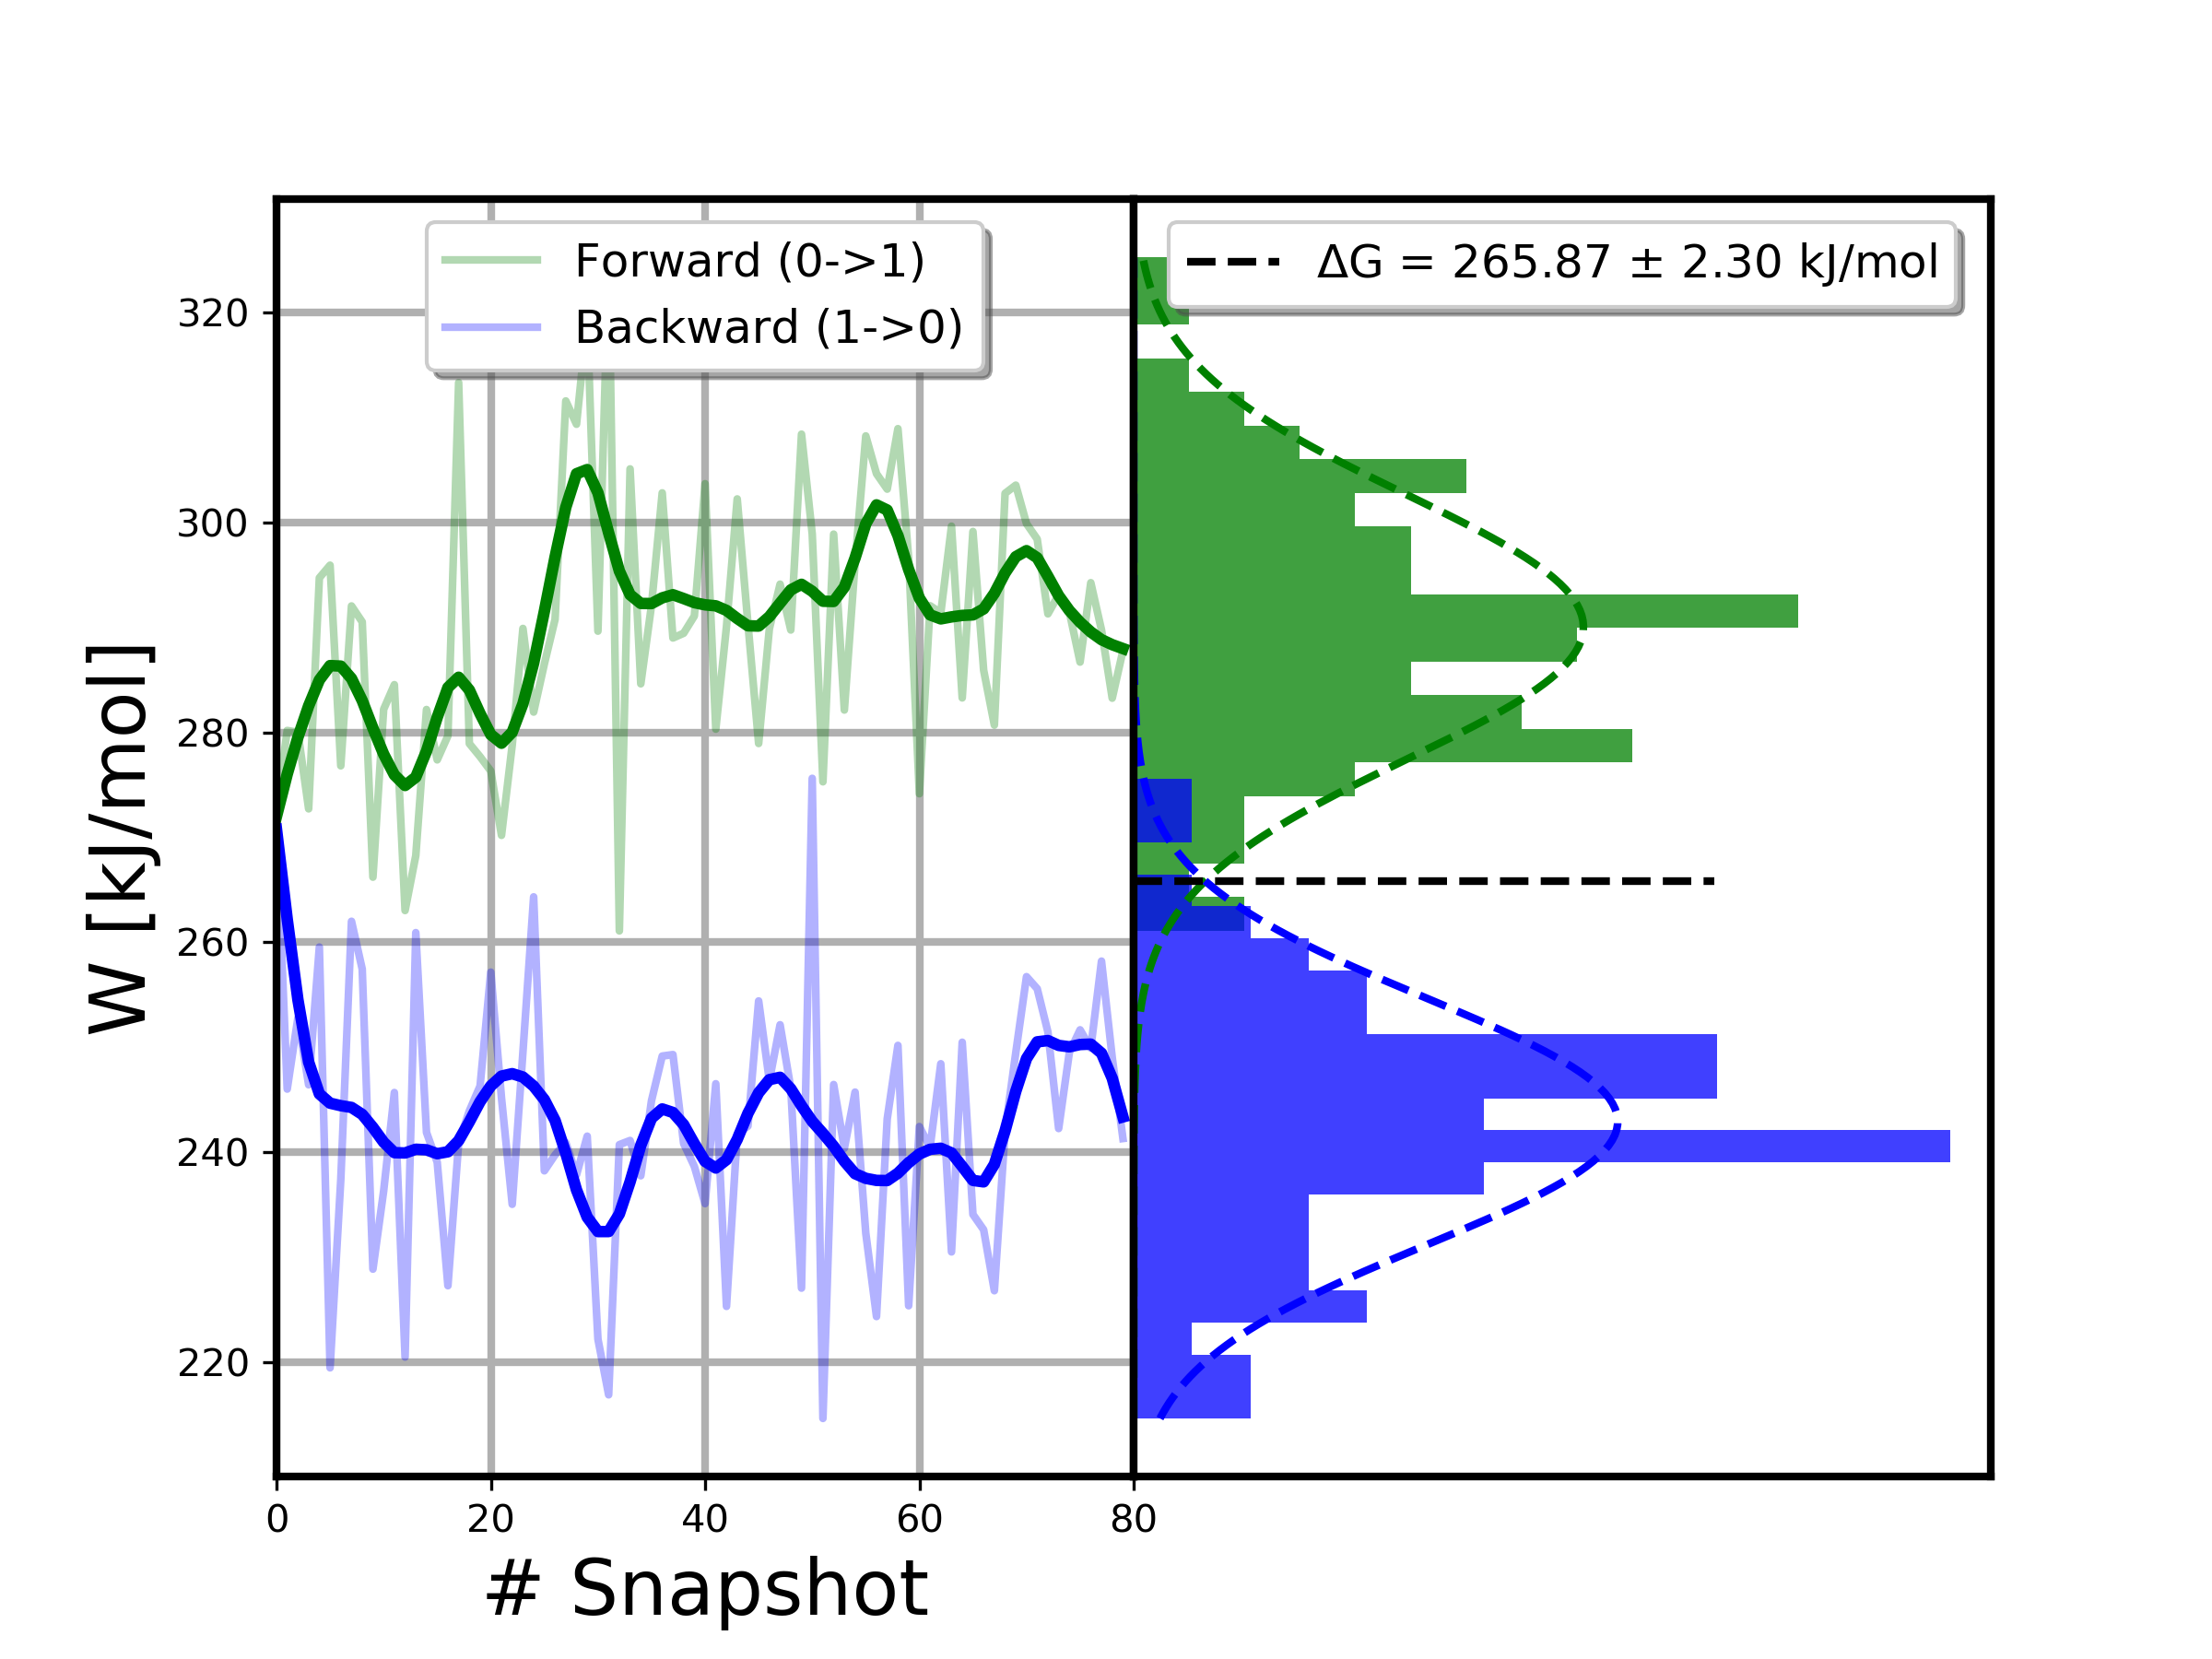 Forward (0->1)
Backward (1->0)
ΔG = 265.87 ± 2.30 kJ/mol
W [kJ/mol]
320
300
280
260
240
220
0 20 40 60 80
# Snapshot